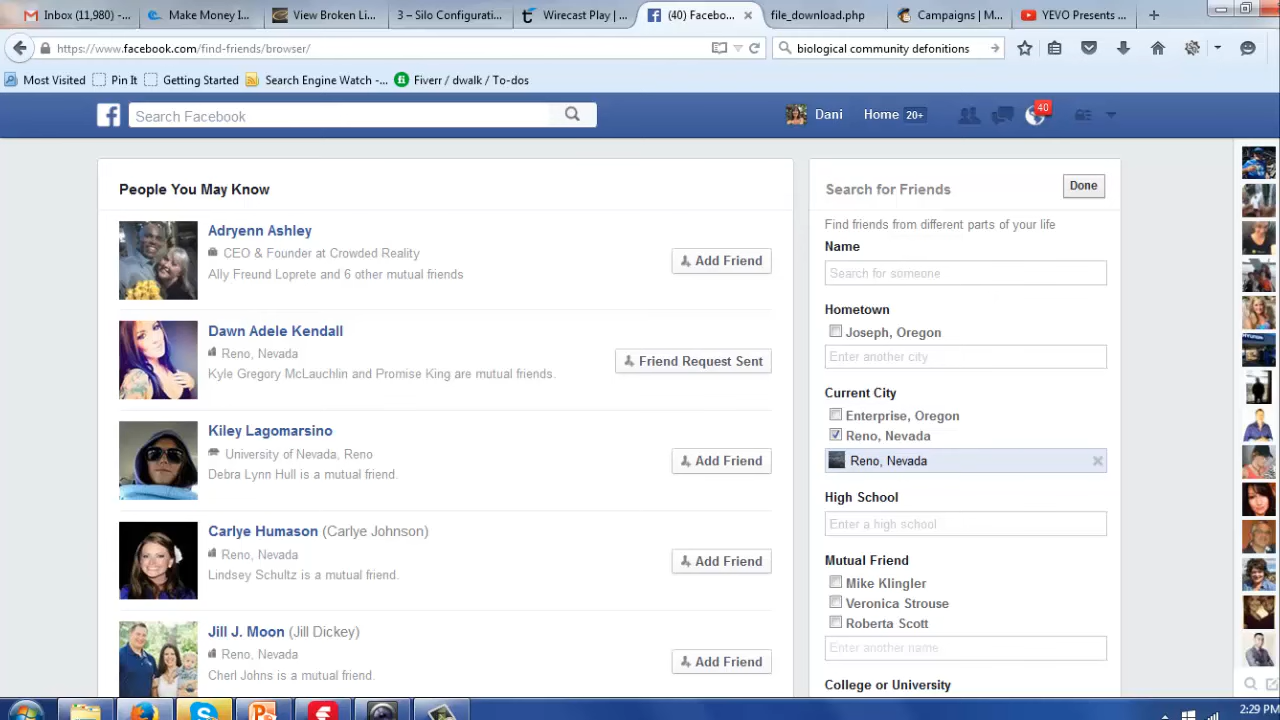 Inbox (11,980) ...
Make Money I...
View Broken Li...
3 – Silo Configurati...
Wirecast Play | ...
(40) Facebo...
file_download.php
Campaigns | M...
YEVO Presents ...
https://www.facebook.com/find-friends/browser/
biological community defonitions
Most Visited
Pin It
Getting Started
Search Engine Watch -...
Fiverr / dwalk / To-dos
Search Facebook
Dani
Home 20+
40
People You May Know
Adryenn Ashley
CEO & Founder at Crowded Reality
Ally Freund Loprete and 6 other mutual friends
Add Friend
Dawn Adele Kendall
Reno, Nevada
Kyle Gregory McLauchlin and Promise King are mutual friends.
Friend Request Sent
Kiley Lagomarsino
University of Nevada, Reno
Debra Lynn Hull is a mutual friend.
Add Friend
Carlye Humason (Carlye Johnson)
Reno, Nevada
Lindsey Schultz is a mutual friend.
Add Friend
Jill J. Moon (Jill Dickey)
Reno, Nevada
Cherl Johns is a mutual friend.
Add Friend
Search for Friends
Done
Find friends from different parts of your life
Name
Search for someone
Hometown
Joseph, Oregon
Enter another city
Current City
Enterprise, Oregon
Reno, Nevada
Reno, Nevada
High School
Enter a high school
Mutual Friend
Mike Klingler
Veronica Strouse
Roberta Scott
Enter another name
College or University
2:29 PM